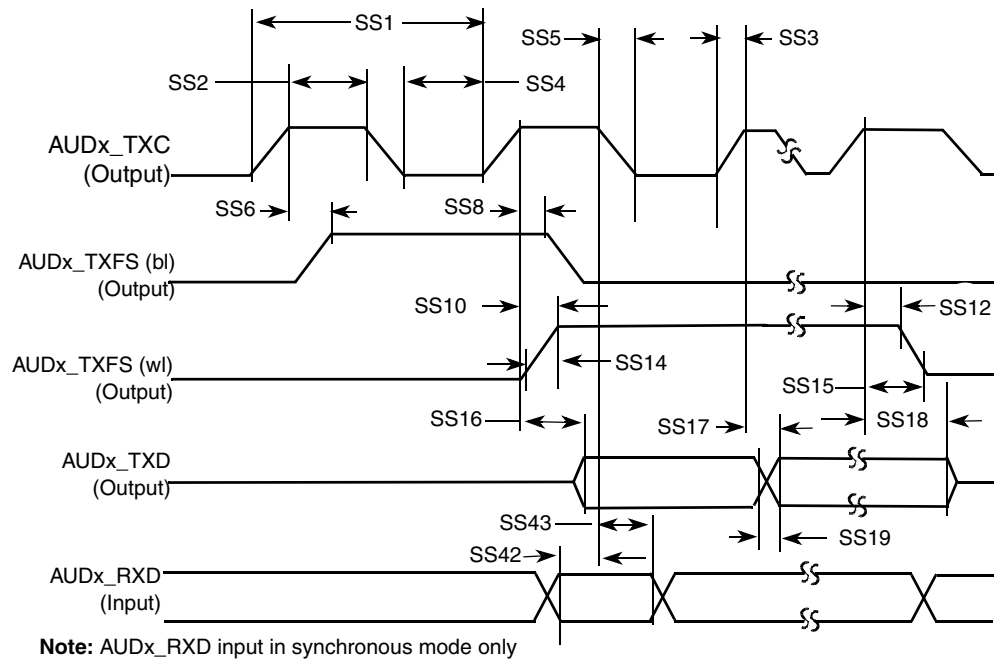 SS1
SS5
SS3
SS2
SS4
AUDx_TXC
(Output)
SS6
SS8
AUDx_TXFS (bl)
(Output)
SS10
SS12
AUDx_TXFS (wl)
(Output)
SS14
SS15
SS16
SS17
SS18
AUDx_TXD
(Output)
SS43
SS19
SS42
AUDx_RXD
(Input)
Note: AUDx_RXD input in synchronous mode only